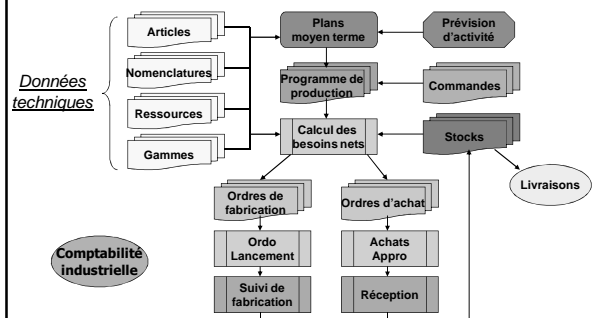 Données
techniques
Articles
Nomenclatures
Ressources
Gammes
Plans
moyen terme
Prévision
d'activité
Programme de
production
Commandes
Calcul des
besoins nets
Stocks
Livraisons
Ordres de
fabrication
Ordres d'achat
Comptabilité
industrielle
Ordo
Lancement
Achats
Appro
Suivi de
fabrication
Réception